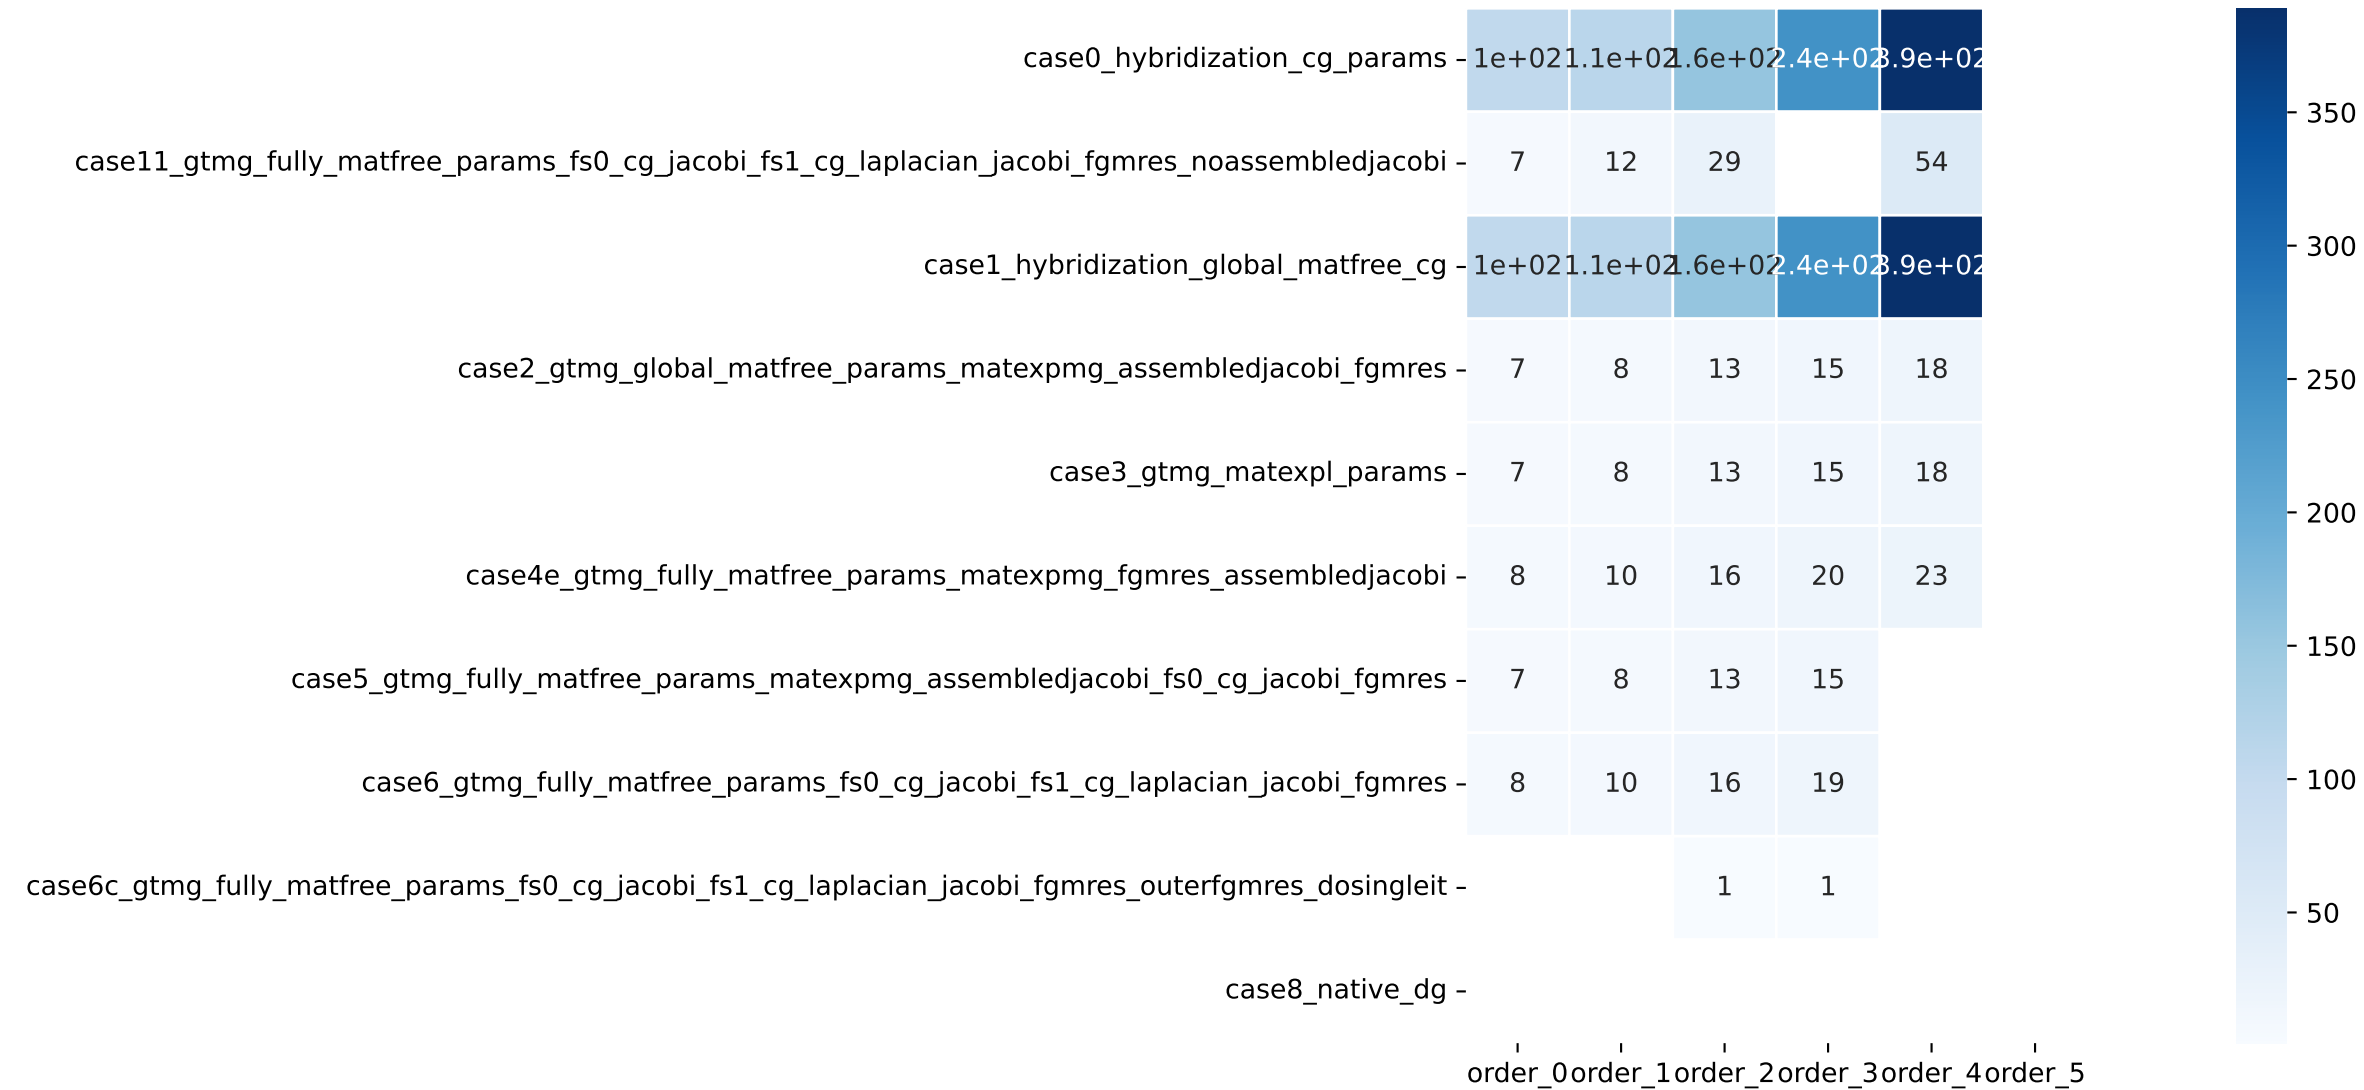 case0_hybridization_cg_params 1e+02 1.1e+02 1.6e+02 2.4e+02 3.9e+02
case11_gtmg_fully_matfree_params_fs0_cg_jacobi_fs1_cg_laplacian_jacobi_fgmres_noassembledjacobi 7 12 29 54
case1_hybridization_global_matfree_cg 1e+02 1.1e+02 1.6e+02 2.4e+02 3.9e+02
case2_gtmg_global_matfree_params_matexpmg_assembledjacobi_fgmres 7 8 13 15 18
case3_gtmg_matexpl_params 7 8 13 15 18
case4e_gtmg_fully_matfree_params_matexpmg_fgmres_assembledjacobi 8 10 16 20 23
case5_gtmg_fully_matfree_params_matexpmg_assembledjacobi_fs0_cg_jacobi_fgmres 7 8 13 15
case6_gtmg_fully_matfree_params_fs0_cg_jacobi_fs1_cg_laplacian_jacobi_fgmres 8 10 16 19
case6c_gtmg_fully_matfree_params_fs0_cg_jacobi_fs1_cg_laplacian_jacobi_fgmres_outerfgmres_dosingleit 1 1
case8_native_dg
order_0 order_1 order_2 order_3 order_4 order_5
350
300
250
200
150
100
50